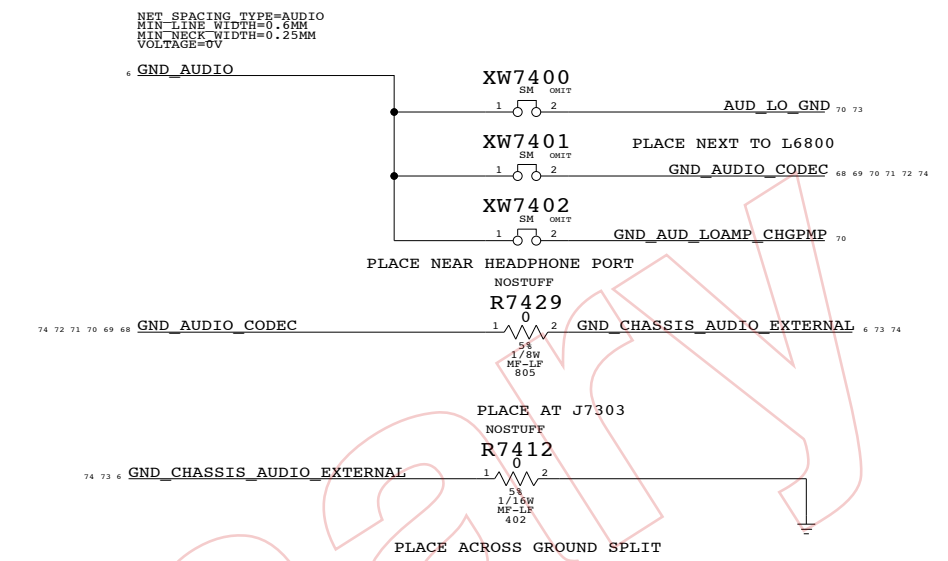 NET_SPACING_TYPE=AUDIO
MIN_LINE_WIDTH=0.6MM
MIN_NECK_WIDTH=0.25MM
VOLTAGE=0V
6 GND_AUDIO
XW7400
SM OMIT
1 2 AUD_LO_GND 70 73
XW7401 PLACE NEXT TO L6800
SM OMIT
1 2 GND_AUDIO_CODEC 68 69 70 71 72 74
XW7402
SM OMIT
1 2 GND_AUD_LOAMP_CHGPMP 70
PLACE NEAR HEADPHONE PORT
NOSTUFF
R7429
0
74 72 71 70 69 68 GND_AUDIO_CODEC 1 2 GND_CHASSIS_AUDIO_EXTERNAL 6 73 74
5%
1/8W
MF-LF
805
PLACE AT J7303
NOSTUFF
R7412
0
74 73 6 GND_CHASSIS_AUDIO_EXTERNAL 1 2
5%
1/16W
MF-LF
402
PLACE ACROSS GROUND SPLIT
ary